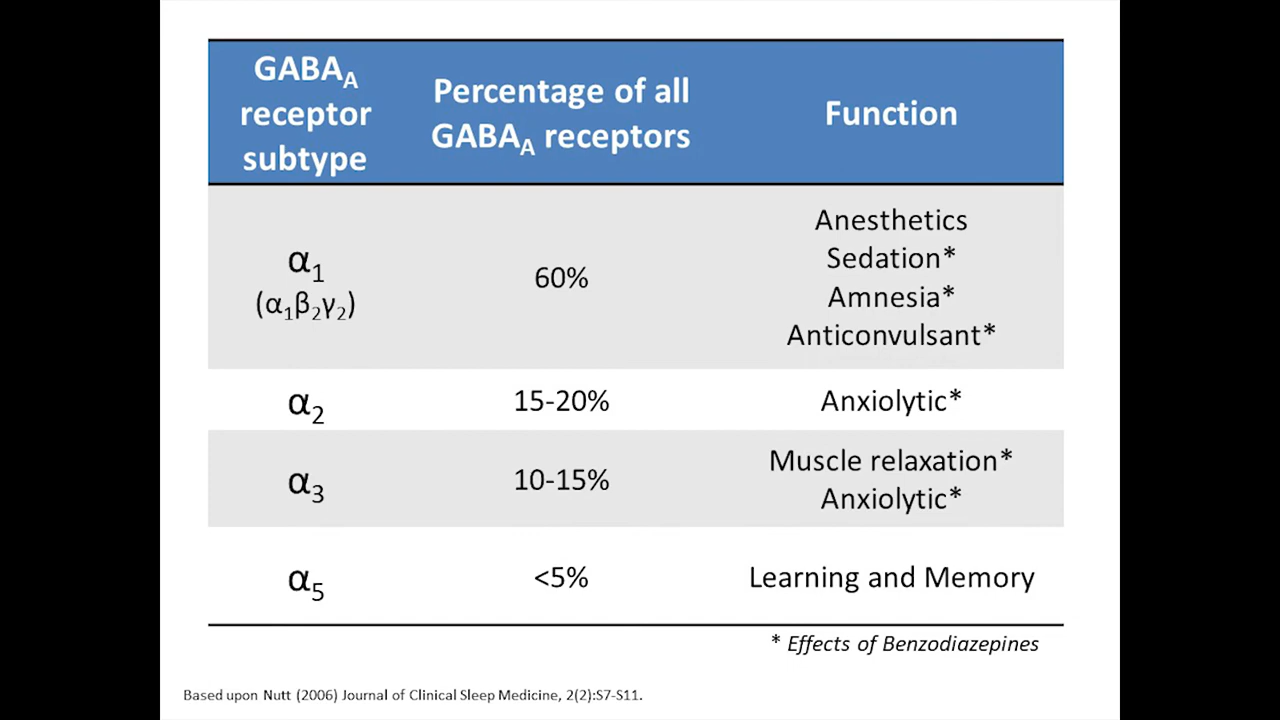 GABAA receptor subtype
Percentage of all GABAA receptors
Function
α1
(α1β2γ2)
60%
Anesthetics
Sedation*
Amnesia*
Anticonvulsant*
α2
15-20%
Anxiolytic*
α3
10-15%
Muscle relaxation*
Anxiolytic*
α5
<5%
Learning and Memory
* Effects of Benzodiazepines
Based upon Nutt (2006) Journal of Clinical Sleep Medicine, 2(2):S7-S11.